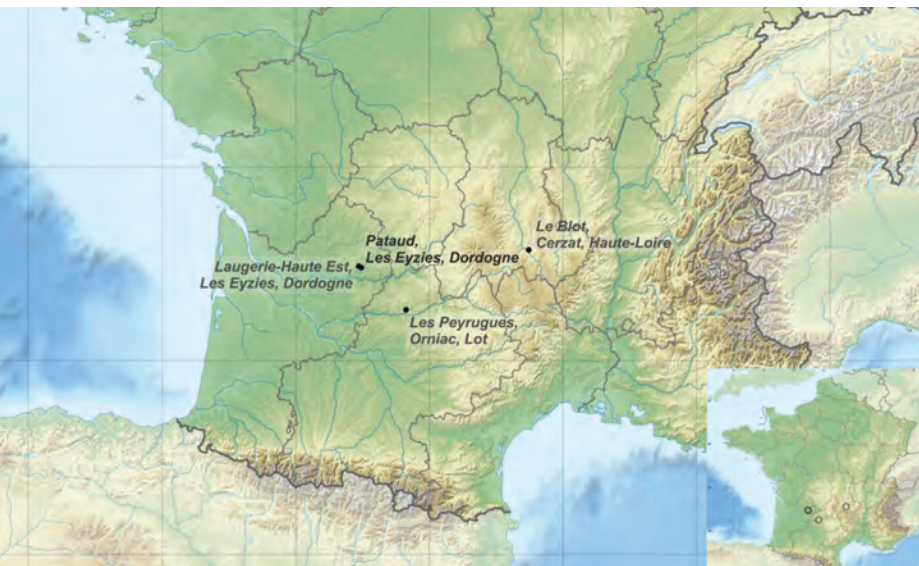 Le Blot,
Cerzat, Haute-Loire
Pataud,
Les Eyzies, Dordogne
Laugerie-Haute Est,
Les Eyzies, Dordogne
Les Peyrugues,
Orniac, Lot